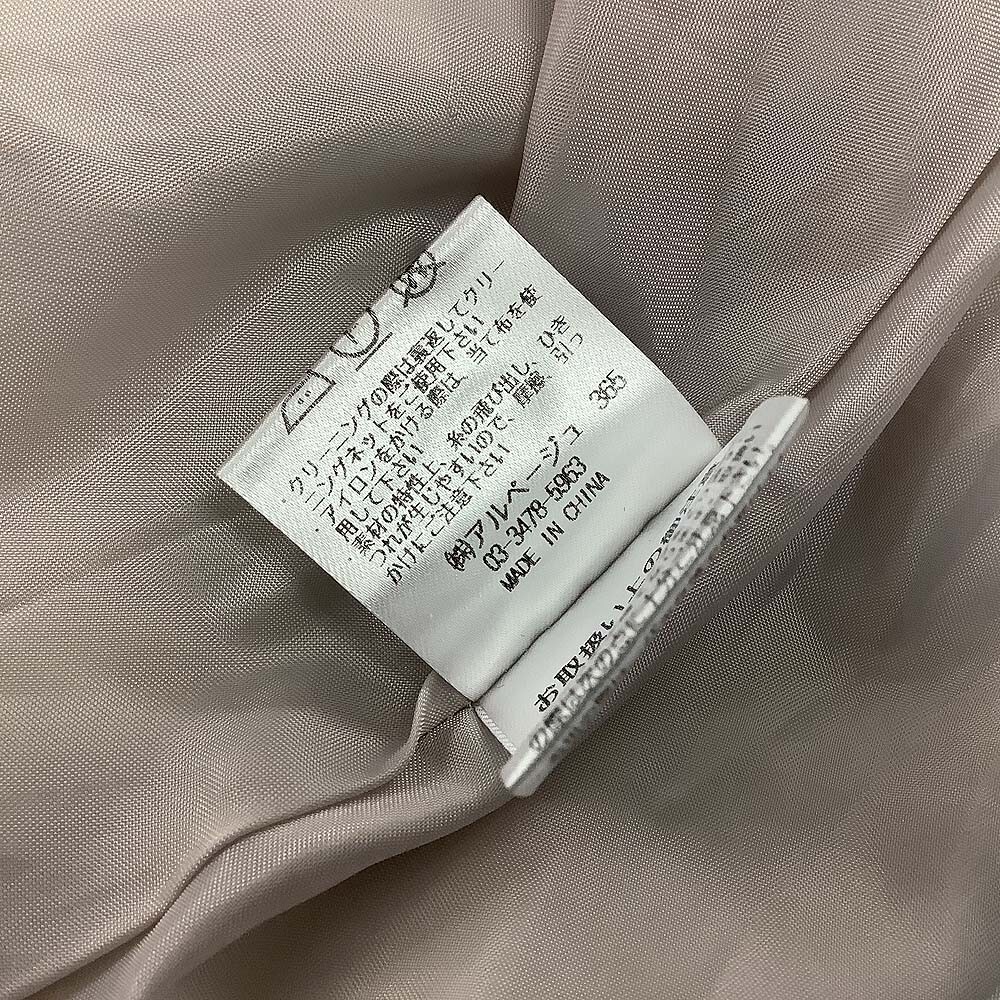 ・クリーニングの際は裏返してクリー
ニングネットをご使用下さい
・アイロンをかける際は、当て布を使
用して下さい
・素材の特性上、糸の飛び出し、ひき
つれが生じやすいので、摩擦、引っ
かけにご注意下さい
365
㈱アルページュ
03-3478-5963
MADE IN CHINA
お取扱い上の御